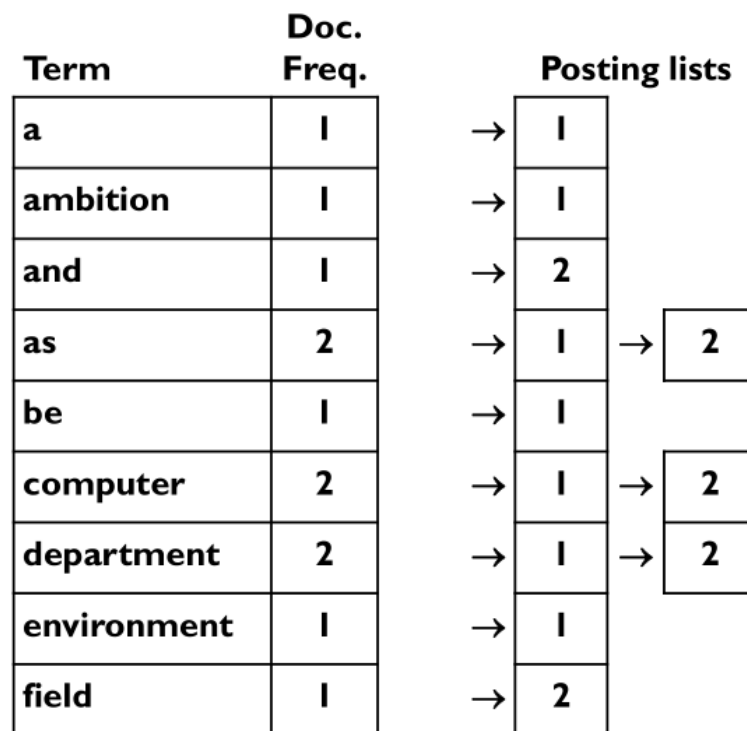 Doc.
Term Freq. Posting lists
a 1 → 1
ambition 1 → 1
and 1 → 2
as 2 → 1 → 2
be 1 → 1
computer 2 → 1 → 2
department 2 → 1 → 2
environment 1 → 1
field 1 → 2